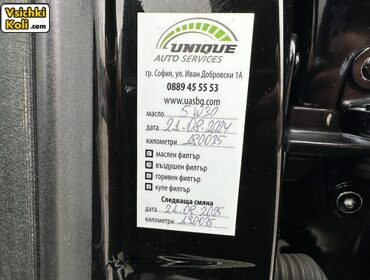 Vsichki
Koli .com
UNIQUE
AUTO SERVICES
гр. София, ул. Иван Добровски 1А
0889 45 55 53
www.uasbg.com
масло 5W30
дата 21.08.2024
километри 180035
маслен филтър
въздушен филтър
горивен филтър
купе филтър
Следваща смяна
дата 21.08.2025
километри 190035